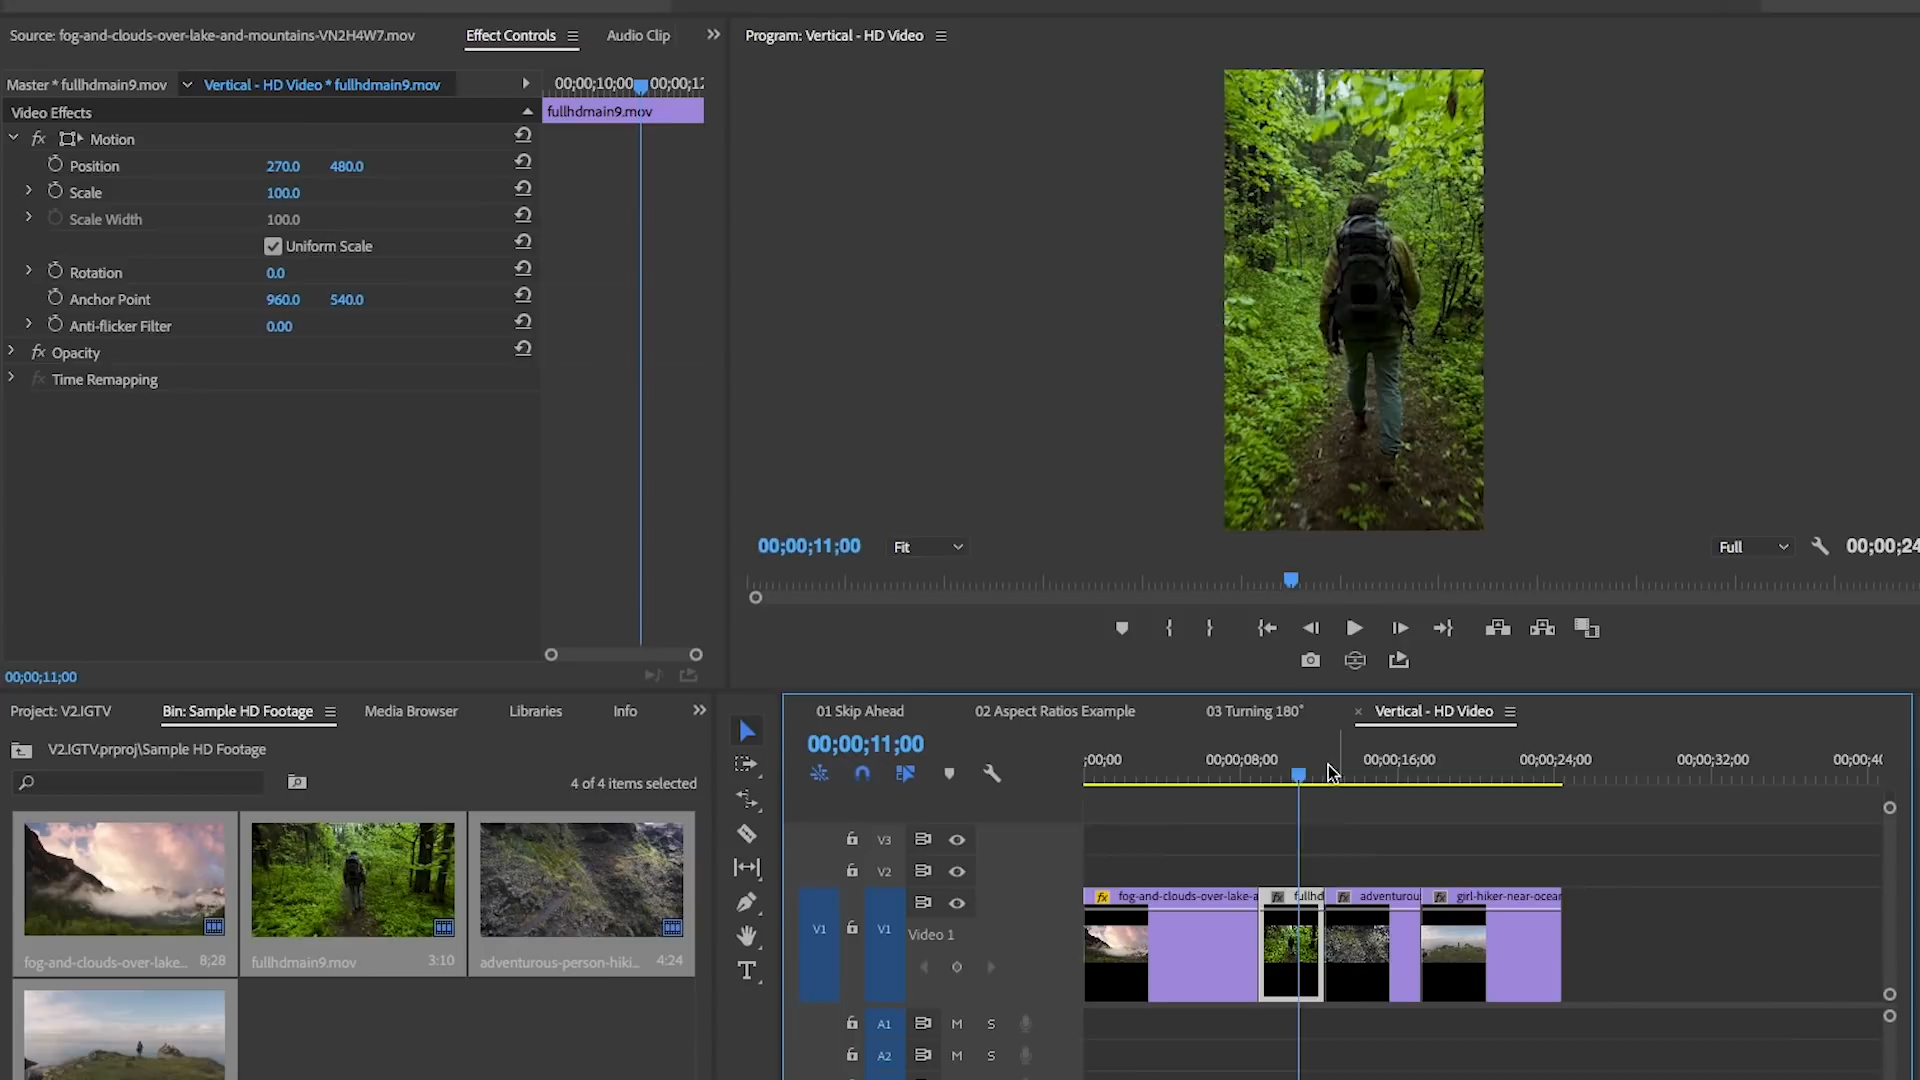 Source: fog-and-clouds-over-lake-and-mountains-VN2H4W7.mov
Effect Controls
Audio Clip
Program: Vertical - HD Video
Master * fullhdmain9.mov
Vertical - HD Video * fullhdmain9.mov
00;00;10;00
00;00;12
Video Effects
fullhdmain9.mov
fx Motion
Position 270.0 480.0
Scale 100.0
Scale Width 100.0
Uniform Scale
Rotation 0.0
Anchor Point 960.0 540.0
Anti-flicker Filter 0.00
fx Opacity
fx Time Remapping
00;00;11;00
00;00;11;00
Fit
Full
00;00;24
Project: V2.IGTV
Bin: Sample HD Footage
Media Browser
Libraries
Info
V2.IGTV.prproj\Sample HD Footage
4 of 4 items selected
fog-and-clouds-over-lake... 8;28
fullhdmain9.mov 3:10
adventurous-person-hiki... 4:24
01 Skip Ahead
02 Aspect Ratios Example
03 Turning 180°
× Vertical - HD Video
00;00;11;00
;00;00
00;00;08;00
00;00;16;00
00;00;24;00
00;00;32;00
00;00;40
V3
V2
fx fog-and-clouds-over-lake-a
fx fullhd
fx adventurou
fx girl-hiker-near-ocean
V1
V1
Video 1
A1 M S
A2 M S
T